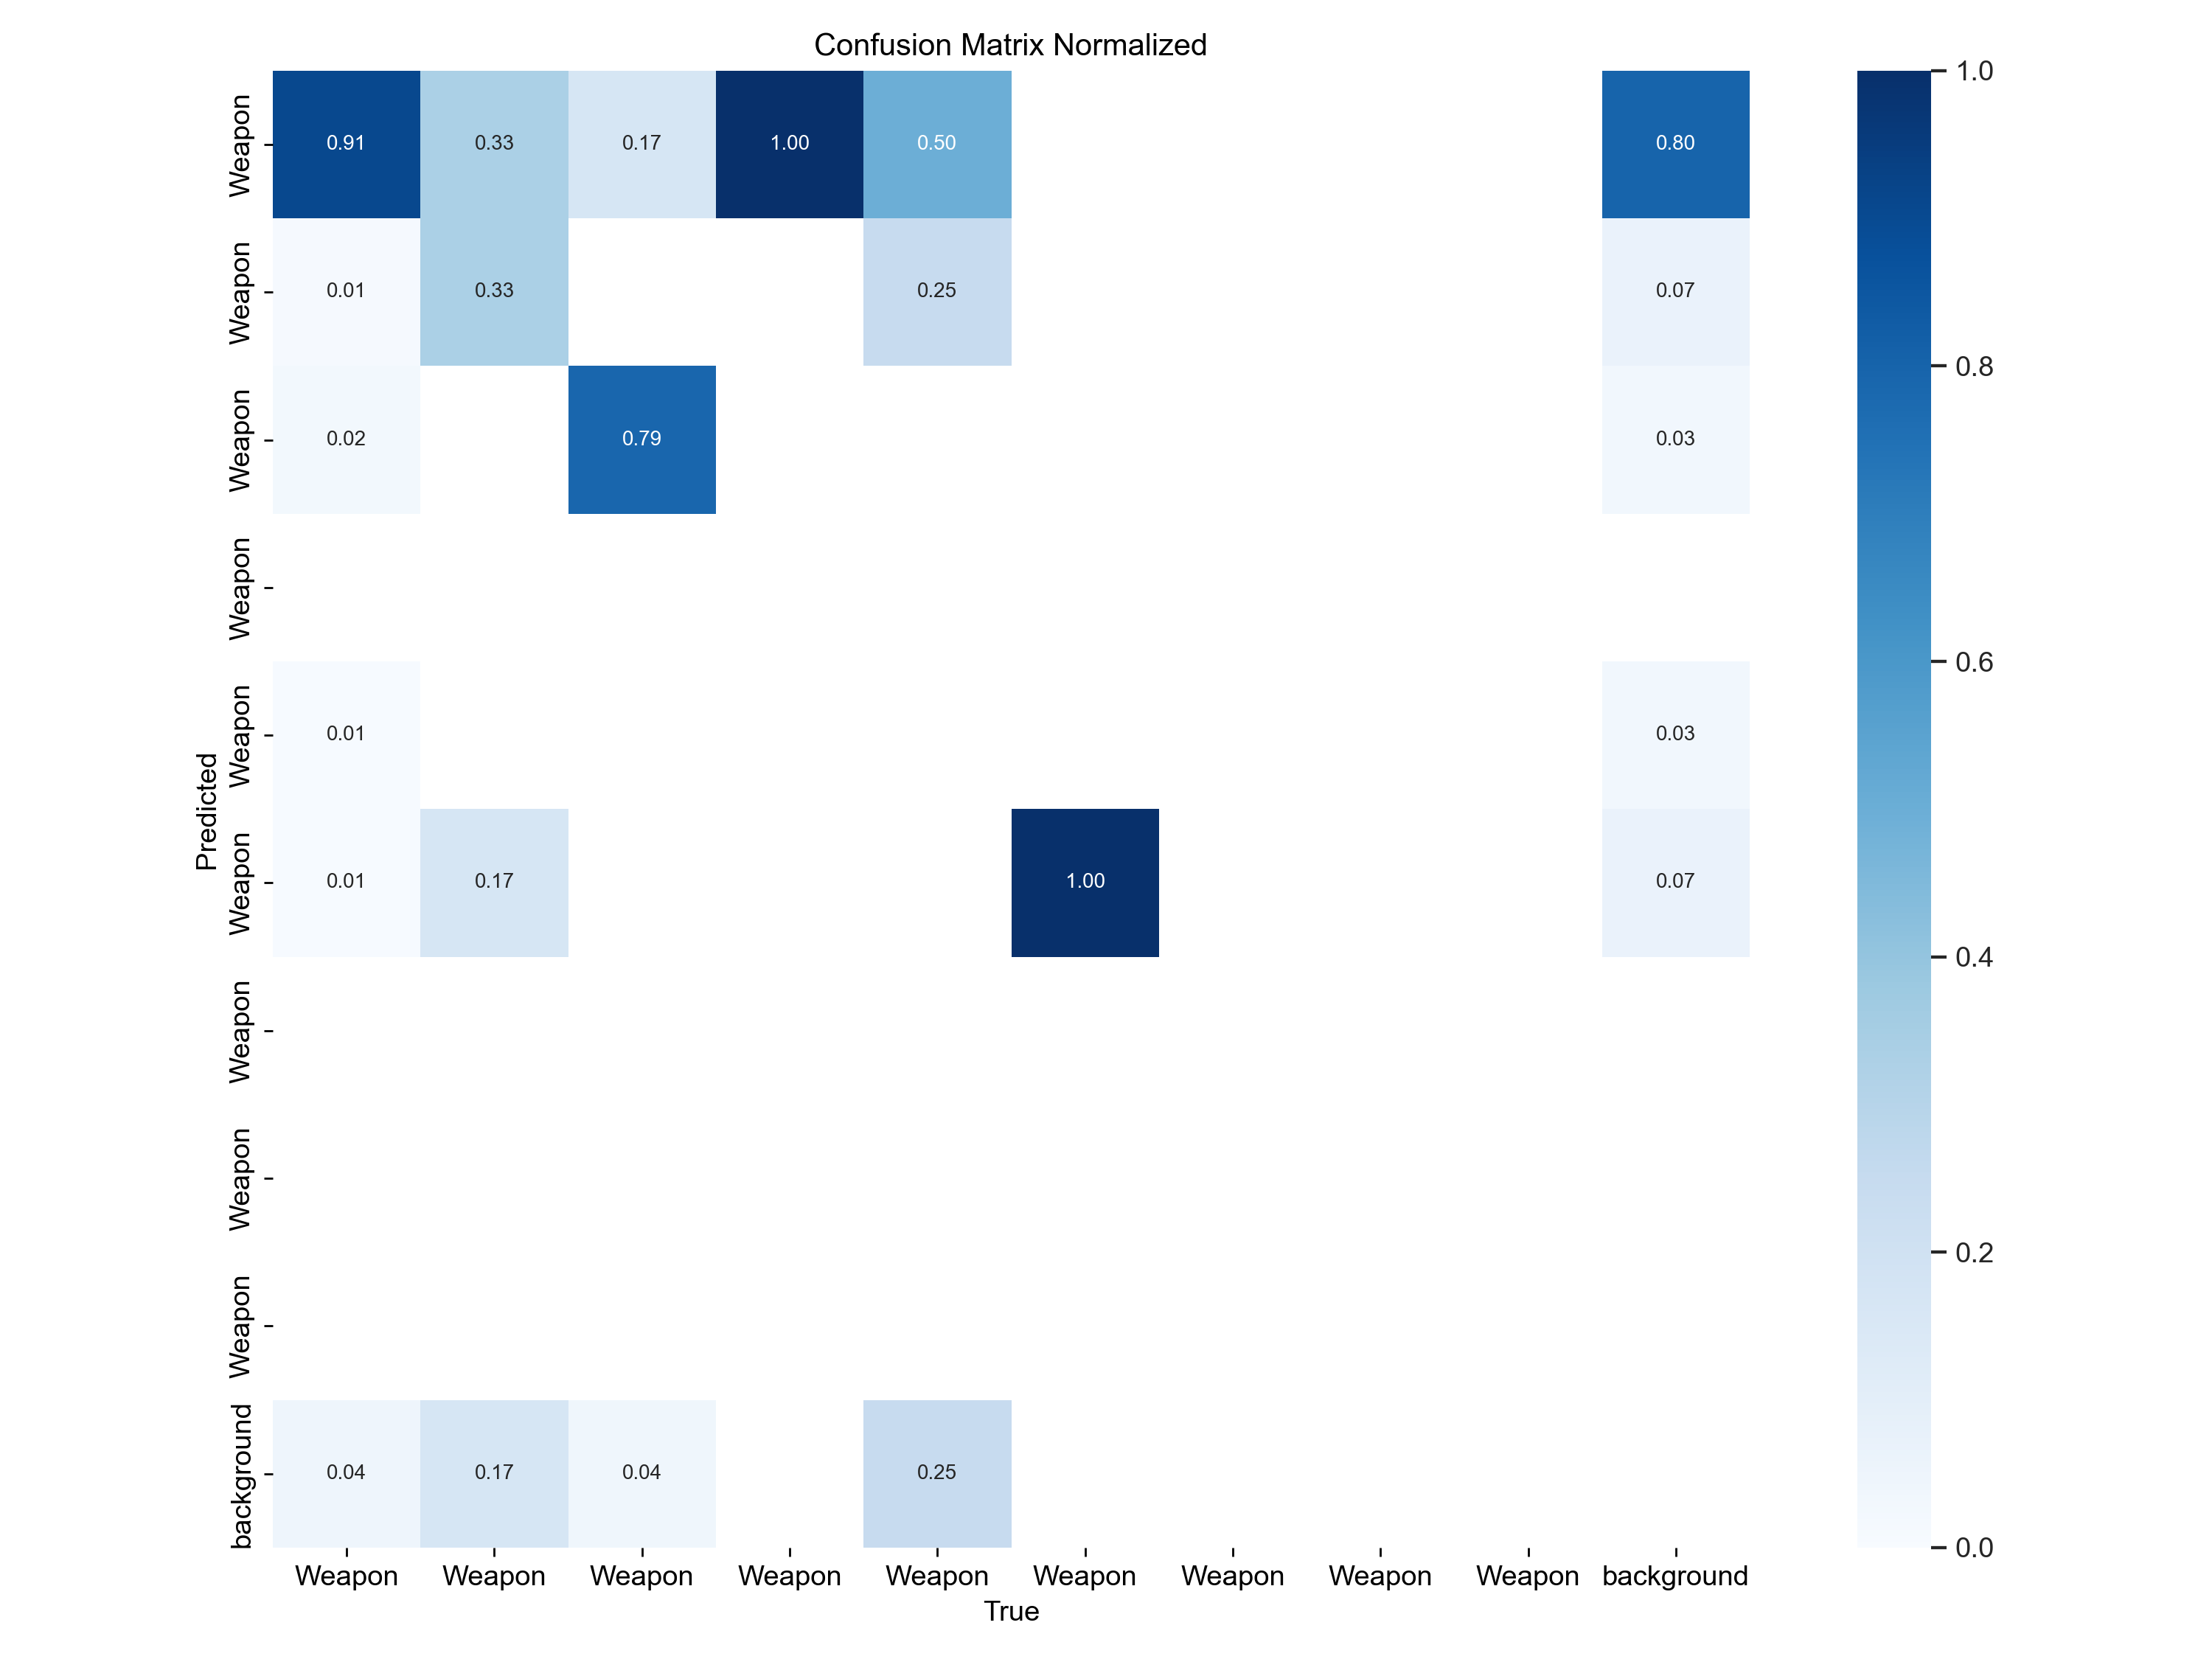 Confusion Matrix Normalized
Weapon 0.91 0.33 0.17 1.00 0.50 0.80
Weapon 0.01 0.33 0.25 0.07
Weapon 0.02 0.79 0.03
Weapon
Weapon 0.01 0.03
Weapon 0.01 0.17 1.00 0.07
Weapon
Weapon
Weapon
background 0.04 0.17 0.04 0.25
Predicted
Weapon Weapon Weapon Weapon Weapon Weapon Weapon Weapon Weapon background
True
1.0
0.8
0.6
0.4
0.2
0.0